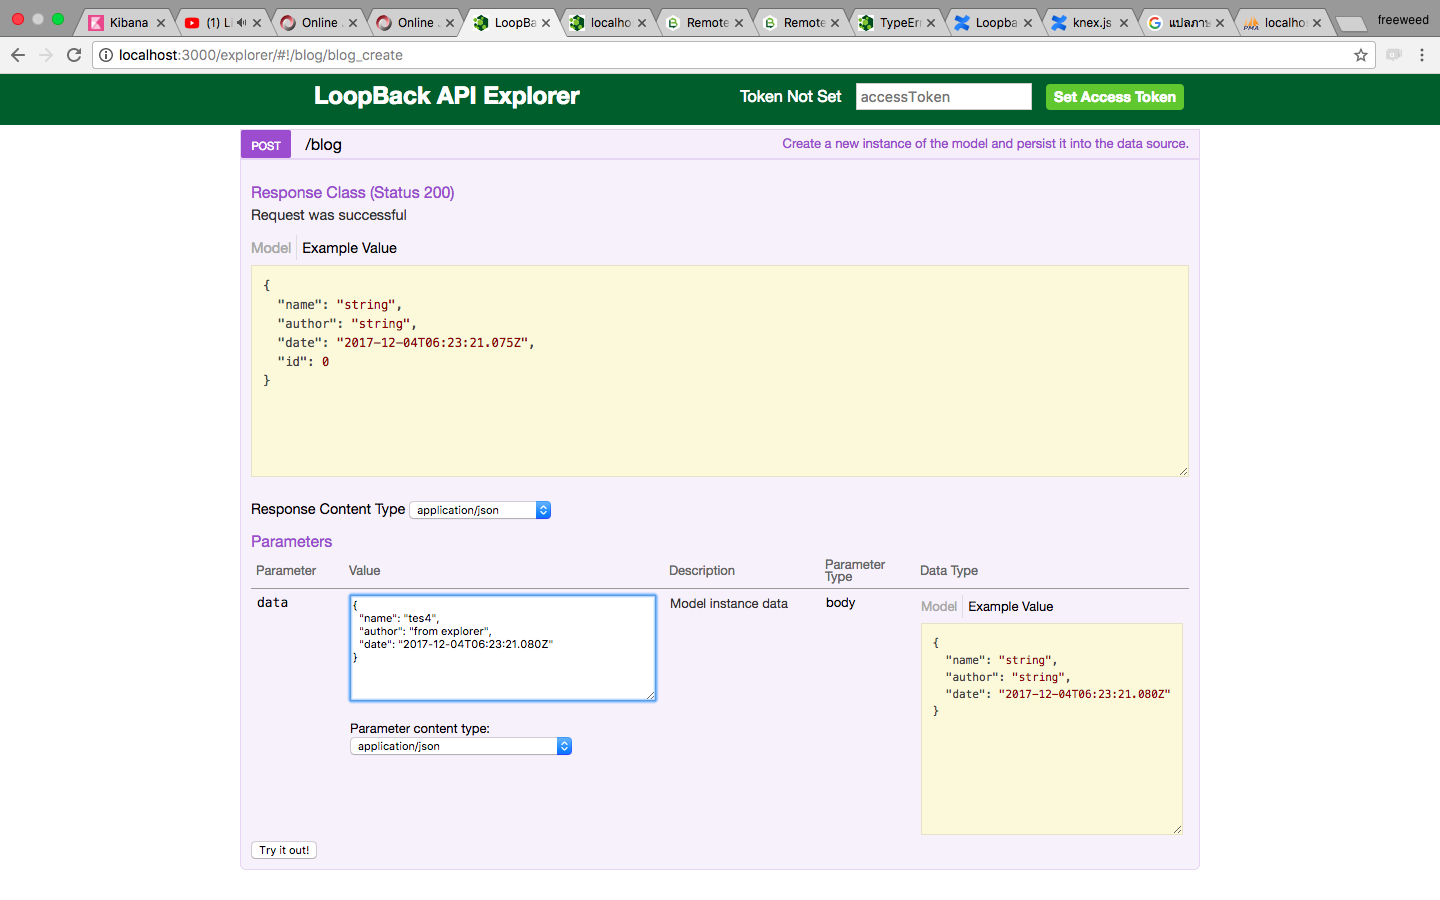 Kibana
(1) Li
Online
Online
LoopBa
localho
Remote
Remote
TypeErr
Loopba
knex.js
แปลภาษ
localho
freeweed
localhost:3000/explorer/#!/blog/blog_create
LoopBack API Explorer
Token Not Set
accessToken
Set Access Token
POST
/blog
Create a new instance of the model and persist it into the data source.
Response Class (Status 200)
Request was successful
Model
Example Value
{
"name": "string",
"author": "string",
"date": "2017-12-04T06:23:21.075Z",
"id": 0
}
Response Content Type
application/json
Parameters
Parameter
Value
Description
Parameter
Type
Data Type
data
{
"name": "tes4",
"author": "from explorer",
"date": "2017-12-04T06:23:21.080Z"
}
Parameter content type:
application/json
Model instance data
body
Model
Example Value
{
"name": "string",
"author": "string",
"date": "2017-12-04T06:23:21.080Z"
}
Try it out!